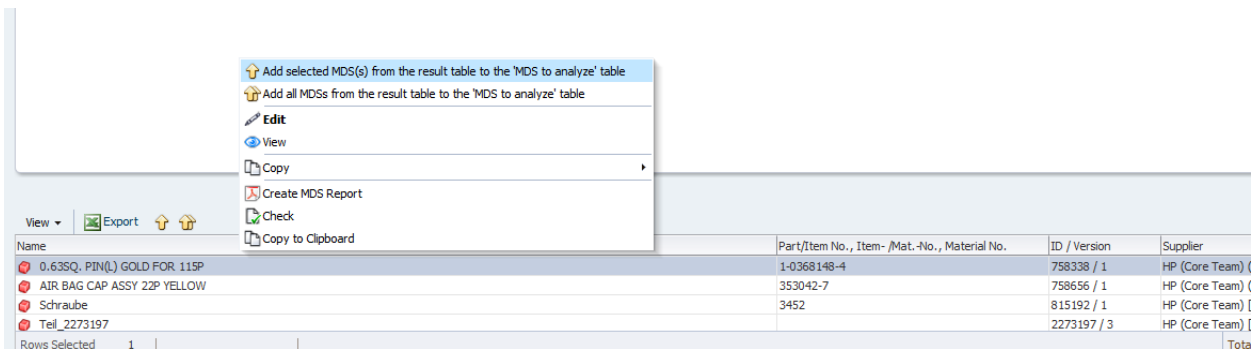 Add selected MDS(s) from the result table to the 'MDS to analyze' table
Add all MDSs from the result table to the 'MDS to analyze' table
Edit
View
Copy
Create MDS Report
Check
Copy to Clipboard
View Export
Name Part/Item No., Item- /Mat.-No., Material No. ID / Version Supplier
0.63SQ. PIN(L) GOLD FOR 115P 1-0368148-4 758338 / 1 HP (Core Team) (
AIR BAG CAP ASSY 22P YELLOW 353042-7 758656 / 1 HP (Core Team) (
Schraube 3452 815192 / 1 HP (Core Team) [
Teil_2273197 2273197 / 3 HP (Core Team) [
Rows Selected 1 Tota